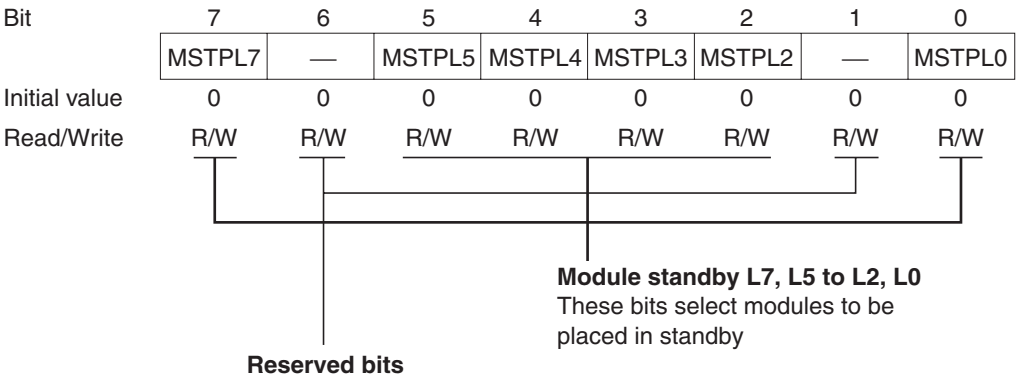 Bit 7 6 5 4 3 2 1 0
MSTPL7 — MSTPL5 MSTPL4 MSTPL3 MSTPL2 — MSTPL0
Initial value 0 0 0 0 0 0 0 0
Read/Write R/W R/W R/W R/W R/W R/W R/W R/W
Module standby L7, L5 to L2, L0
These bits select modules to be
placed in standby
Reserved bits